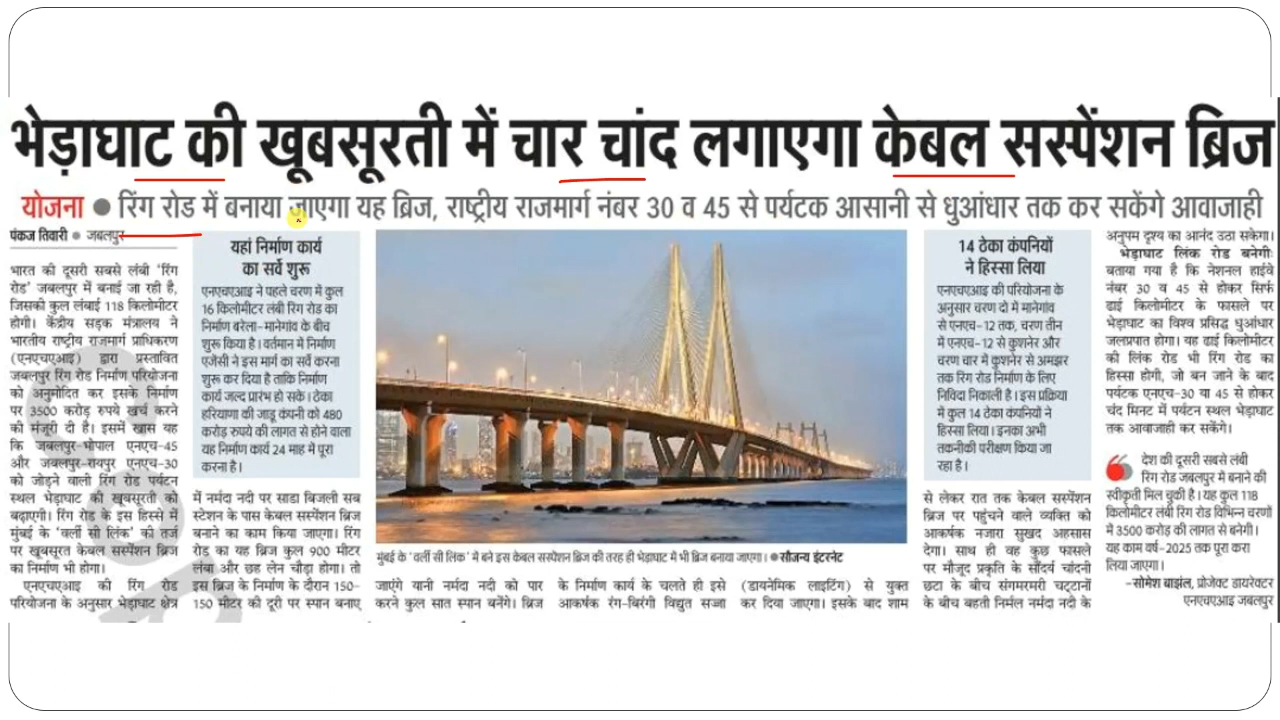 भेड़ाघाट की खूबसूरती में चार चांद लगाएगा केबल सस्पेंशन ब्रिज
योजना ● रिंग रोड में बनाया जाएगा यह ब्रिज, राष्ट्रीय राजमार्ग नंबर 30 व 45 से पर्यटक आसानी से धुआंधार तक कर सकेंगे आवाजाही
पंकज तिवारी ● जबलपुर
भारत की दूसरी सबसे लंबी 'रिंग
रोड' जबलपुर में बनाई जा रही है,
जिसकी कुल लंबाई 118 किलोमीटर
होगी। केंद्रीय सड़क मंत्रालय ने
भारतीय राष्ट्रीय राजमार्ग प्राधिकरण
(एनएचएआइ) द्वारा प्रस्तावित
जबलपुर रिंग रोड निर्माण परियोजना
को अनुमोदित कर इसके निर्माण
पर 3500 करोड़ रुपये खर्च करने
की मंजूरी दी है। इसमें खास यह
कि जबलपुर-भोपाल एनएच-45
और जबलपुर-रायपुर एनएच-30
को जोड़ने वाली रिंग रोड पर्यटन
स्थल भेड़ाघाट की खूबसूरती को
बढ़ाएगी। रिंग रोड के इस हिस्से में
मुंबई के 'वर्ली सी लिंक' की तर्ज
पर खूबसूरत केबल सस्पेंशन ब्रिज
का निर्माण भी होगा।
एनएचएआइ की रिंग रोड
परियोजना के अनुसार भेड़ाघाट क्षेत्र
यहां निर्माण कार्य
का सर्वे शुरू
एनएचएआइ ने पहले चरण में कुल
16 किलोमीटर लंबी रिंग रोड का
निर्माण बरेला-मानेगांव के बीच
शुरू किया है। वर्तमान में निर्माण
एजेंसी ने इस मार्ग का सर्वे करना
शुरू कर दिया है ताकि निर्माण
कार्य जल्द प्रारंभ हो सके। ठेका
हरियाणा की जाडू कंपनी को 480
करोड़ रुपये की लागत से होने वाला
यह निर्माण कार्य 24 माह में पूरा
करना है।
में नर्मदा नदी पर साडा बिजली सब
स्टेशन के पास केबल सस्पेंशन ब्रिज
बनाने का काम किया जाएगा। रिंग
रोड का यह ब्रिज कुल 900 मीटर
लंबा और छह लेन चौड़ा होगा। तो
इस ब्रिज के निर्माण के दौरान 150-
150 मीटर की दूरी पर स्पान बनाए
मुंबई के 'वर्ली सी लिंक' में बने इस केबल सस्पेंशन ब्रिज की तरह ही भेड़ाघाट में भी ब्रिज बनाया जाएगा। ● सौजन्य इंटरनेट
जाएंगे यानी नर्मदा नदी को पार
करने कुल सात स्पान बनेंगे। ब्रिज
के निर्माण कार्य के चलते ही इसे
आकर्षक रंग-बिरंगी विद्युत सज्जा
(डायनेमिक लाइटिंग) से युक्त
कर दिया जाएगा। इसके बाद शाम
14 ठेका कंपनियों
ने हिस्सा लिया
एनएचएआइ की परियोजना के
अनुसार चरण दो में मानेगांव
से एनएच-12 तक, चरण तीन
में एनएच-12 से कुशनेर और
चरण चार में कुशनेर से अमझर
तक रिंग रोड निर्माण के लिए
निविदा निकाली है। इस प्रक्रिया
में कुल 14 ठेका कंपनियों ने
हिस्सा लिया। इनका अभी
तकनीकी परीक्षण किया जा
रहा है।
से लेकर रात तक केबल सस्पेंशन
ब्रिज पर पहुंचने वाले व्यक्ति को
आकर्षक नजारा सुखद अहसास
देगा। साथ ही वह कुछ फासले
पर मौजूद प्रकृति के सौंदर्य चांदनी
छटा के बीच संगमरमरी चट्टानों
के बीच बहती निर्मल नर्मदा नदी के
अनुपम दृश्य का आनंद उठा सकेगा।
भेड़ाघाट लिंक रोड बनेगीः
बताया गया है कि नेशनल हाईवे
नंबर 30 व 45 से होकर सिर्फ
ढाई किलोमीटर के फासले पर
भेड़ाघाट का विश्व प्रसिद्ध धुआंधार
जलप्रपात होगा। यह ढाई किलोमीटर
की लिंक रोड भी रिंग रोड का
हिस्सा होगी, जो बन जाने के बाद
पर्यटक एनएच-30 या 45 से होकर
चंद मिनट में पर्यटन स्थल भेड़ाघाट
तक आवाजाही कर सकेंगे।
देश की दूसरी सबसे लंबी
रिंग रोड जबलपुर में बनाने की
स्वीकृति मिल चुकी है। यह कुल 118
किलोमीटर लंबी रिंग रोड विभिन्न चरणों
में 3500 करोड़ की लागत से बनेगी।
यह काम वर्ष-2025 तक पूरा करा
लिया जाएगा।
-सोमेश बाझंल, प्रोजेक्ट डायरेक्टर
एनएचएआइ जबलपुर